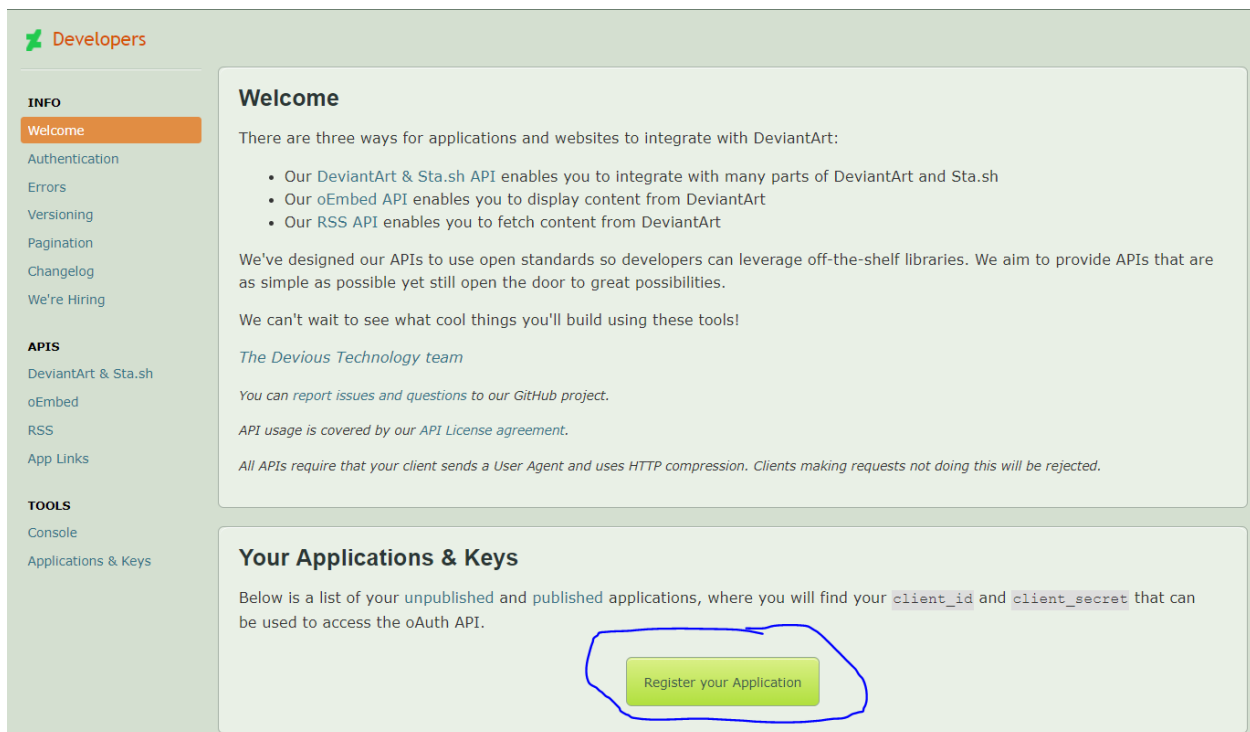 Developers
INFO
Welcome
Authentication
Errors
Versioning
Pagination
Changelog
We're Hiring
APIS
DeviantArt & Sta.sh
oEmbed
RSS
App Links
TOOLS
Console
Applications & Keys
Welcome
There are three ways for applications and websites to integrate with DeviantArt:
• Our DeviantArt & Sta.sh API enables you to integrate with many parts of DeviantArt and Sta.sh
• Our oEmbed API enables you to display content from DeviantArt
• Our RSS API enables you to fetch content from DeviantArt
We've designed our APIs to use open standards so developers can leverage off-the-shelf libraries. We aim to provide APIs that are
as simple as possible yet still open the door to great possibilities.
We can't wait to see what cool things you'll build using these tools!
The Devious Technology team
You can report issues and questions to our GitHub project.
API usage is covered by our API License agreement.
All APIs require that your client sends a User Agent and uses HTTP compression. Clients making requests not doing this will be rejected.
Your Applications & Keys
Below is a list of your unpublished and published applications, where you will find your client_id and client_secret that can
be used to access the oAuth API.
Register your Application